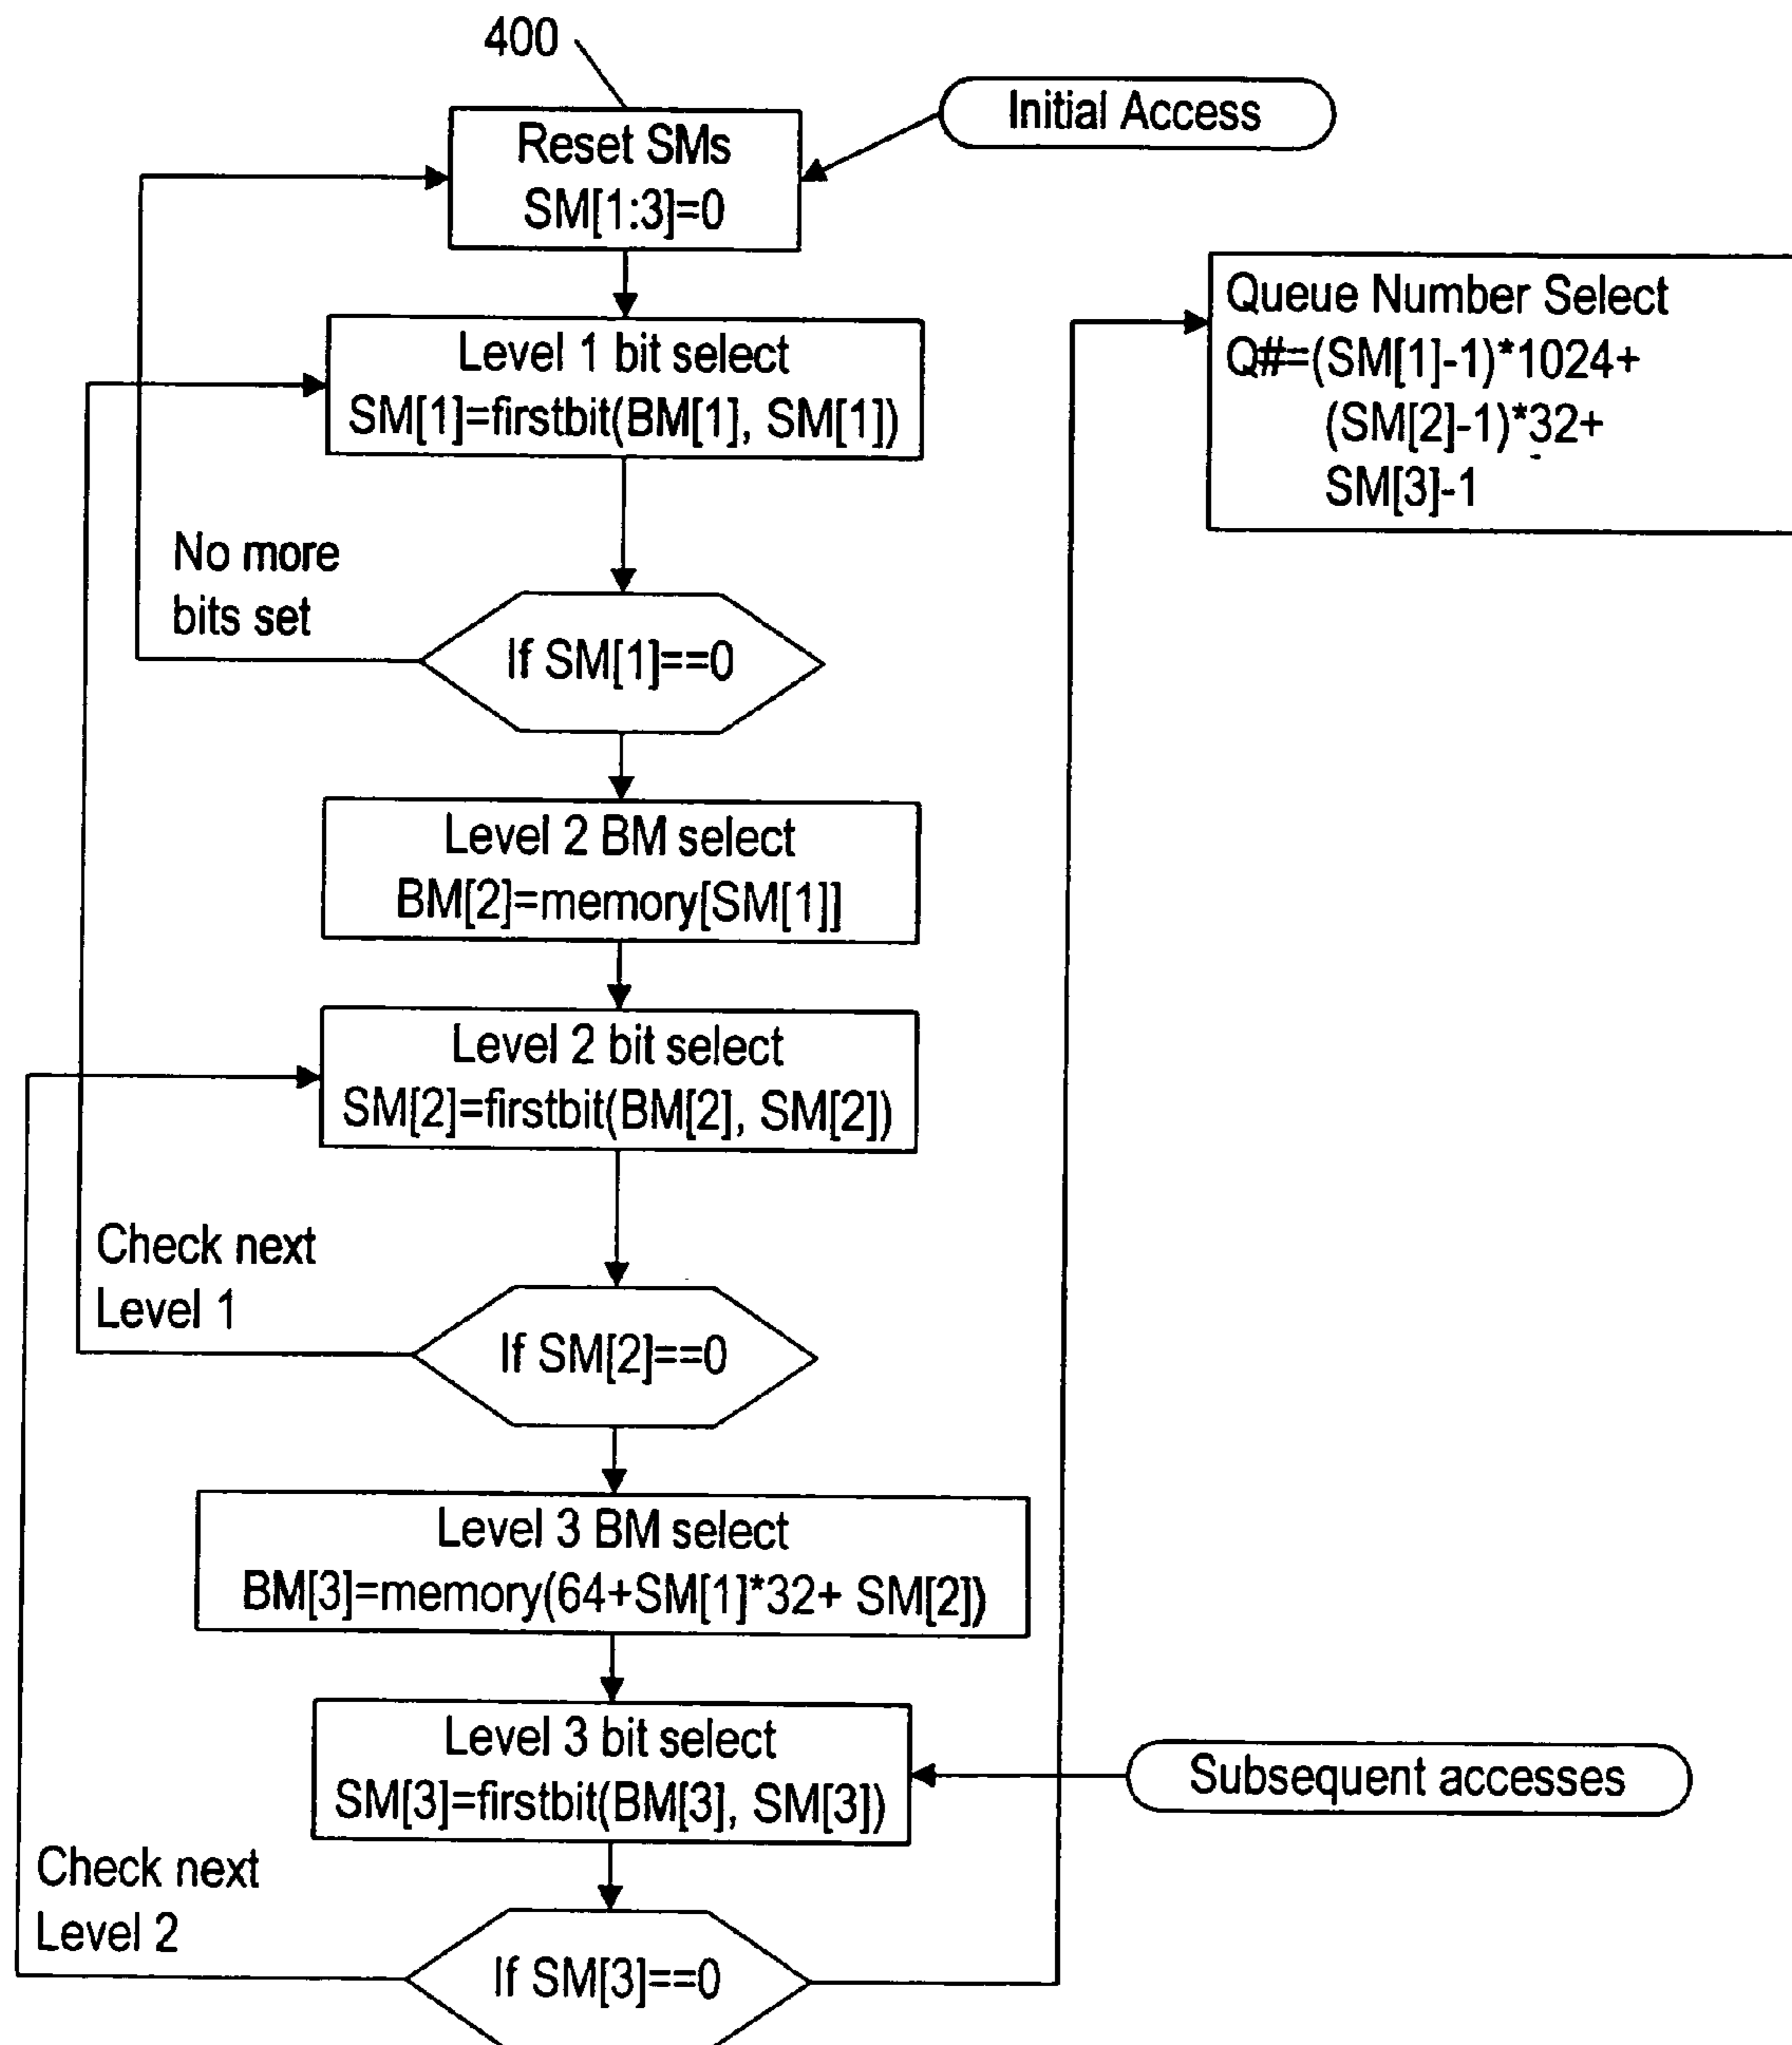 400
Initial Access
Reset SMs
SM[1:3]=0
Queue Number Select
Q#=(SM[1]-1)*1024+
(SM[2]-1)*32+
SM[3]-1
Level 1 bit select
SM[1]=firstbit(BM[1], SM[1])
No more
bits set
If SM[1]==0
Level 2 BM select
BM[2]=memory[SM[1]]
Level 2 bit select
SM[2]=firstbit(BM[2], SM[2])
Check next
Level 1
If SM[2]==0
Level 3 BM select
BM[3]=memory(64+SM[1]*32+ SM[2])
Level 3 bit select
SM[3]=firstbit(BM[3], SM[3])
Subsequent accesses
Check next
Level 2
If SM[3]==0